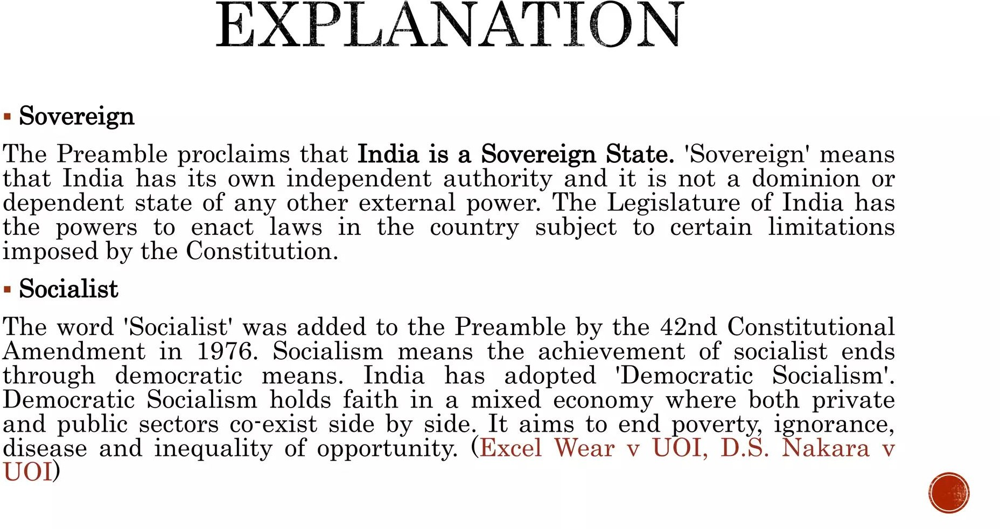 EXPLANATION
▪ Sovereign
The Preamble proclaims that India is a Sovereign State. 'Sovereign' means
that India has its own independent authority and it is not a dominion or
dependent state of any other external power. The Legislature of India has
the powers to enact laws in the country subject to certain limitations
imposed by the Constitution.
▪ Socialist
The word 'Socialist' was added to the Preamble by the 42nd Constitutional
Amendment in 1976. Socialism means the achievement of socialist ends
through democratic means. India has adopted 'Democratic Socialism'.
Democratic Socialism holds faith in a mixed economy where both private
and public sectors co-exist side by side. It aims to end poverty, ignorance,
disease and inequality of opportunity. (Excel Wear v UOI, D.S. Nakara v
UOI)